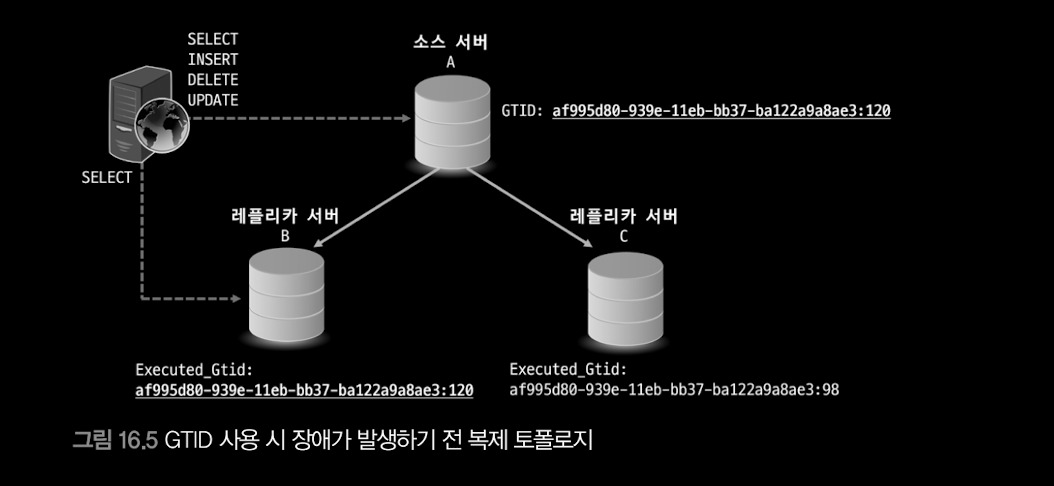 SELECT
INSERT
DELETE
UPDATE
소스 서버
A
GTID: af995d80-939e-11eb-bb37-ba122a9a8ae3:120
SELECT
레플리카 서버
B
레플리카 서버
C
Executed_Gtid:
af995d80-939e-11eb-bb37-ba122a9a8ae3:120
Executed_Gtid:
af995d80-939e-11eb-bb37-ba122a9a8ae3:98
그림 16.5 GTID 사용 시 장애가 발생하기 전 복제 토폴로지